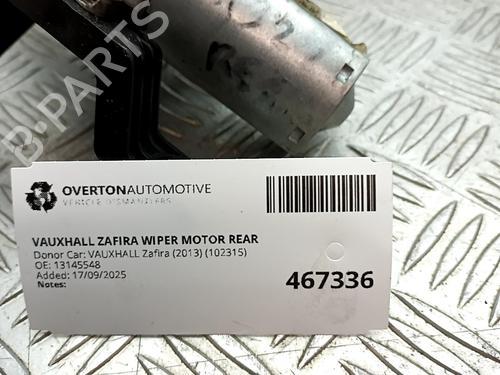 B-PARTS
OVERTONAUTOMOTIVE
VEHICLE DISMANTLERS
VAUXHALL ZAFIRA WIPER MOTOR REAR
Donor Car: VAUXHALL Zafira (2013) (102315)
OE: 13145548
Added: 17/09/2025
Notes:
467336